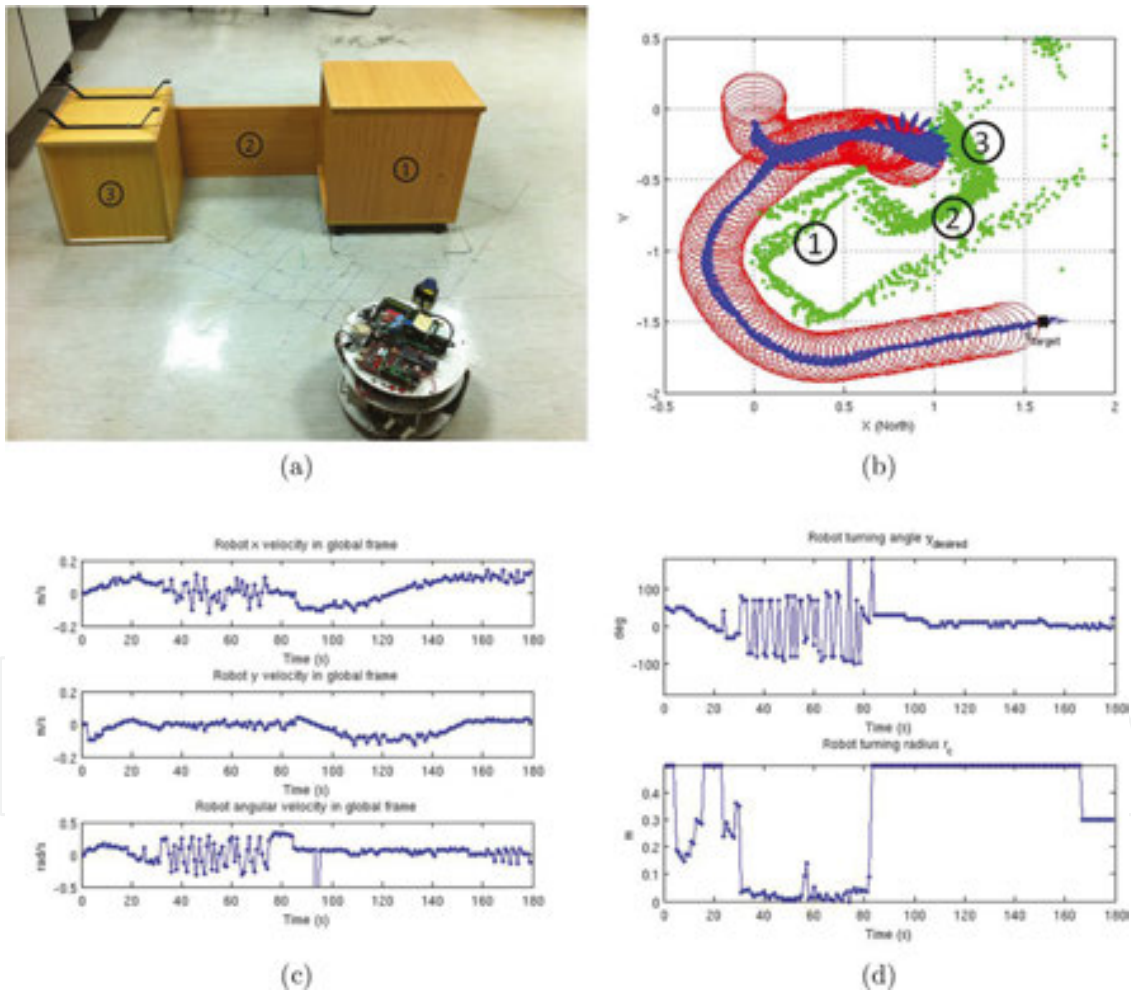 ③
②
①
(a)
0.5
0
-0.5
-1
-1.5
-2
-0.5
0
0.5
1
1.5
2
Y
X (North)
①
②
③
(b)
Robot x velocity in global frame
0.2
0
-0.2
m/s
0 20 40 60 80 100 120 140 160 180
Time (s)
Robot y velocity in global frame
0.2
0
-0.2
m/s
0 20 40 60 80 100 120 140 160 180
Time (s)
Robot angular velocity in global frame
0.5
0
-0.5
rad/s
0 20 40 60 80 100 120 140 160 180
Time (s)
(c)
Robot turning angle γdesired
100
0
-100
deg
0 20 40 60 80 100 120 140 160 180
Time (s)
Robot turning radius rc
0.4
0.3
0.2
0.1
0
m
0 20 40 60 80 100 120 140 160 180
Time (s)
(d)